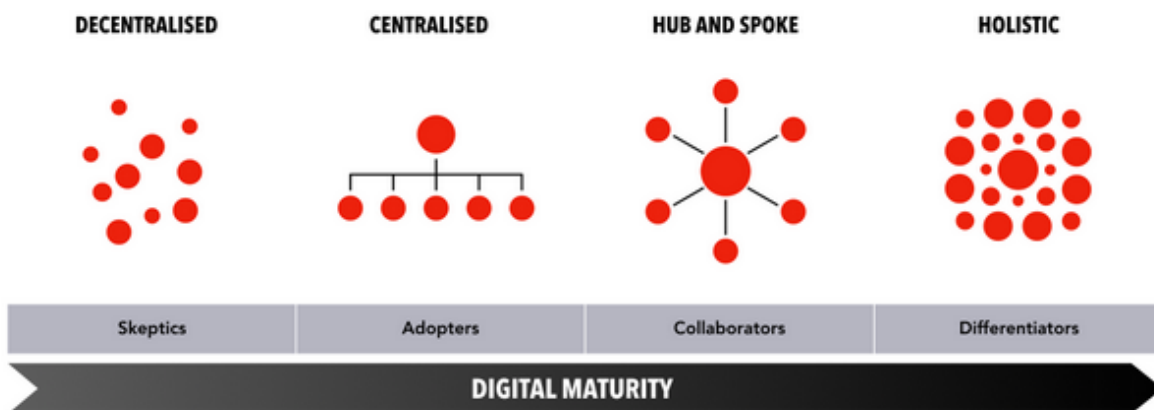 DECENTRALISED
CENTRALISED
HUB AND SPOKE
HOLISTIC
Skeptics
Adopters
Collaborators
Differentiators
DIGITAL MATURITY